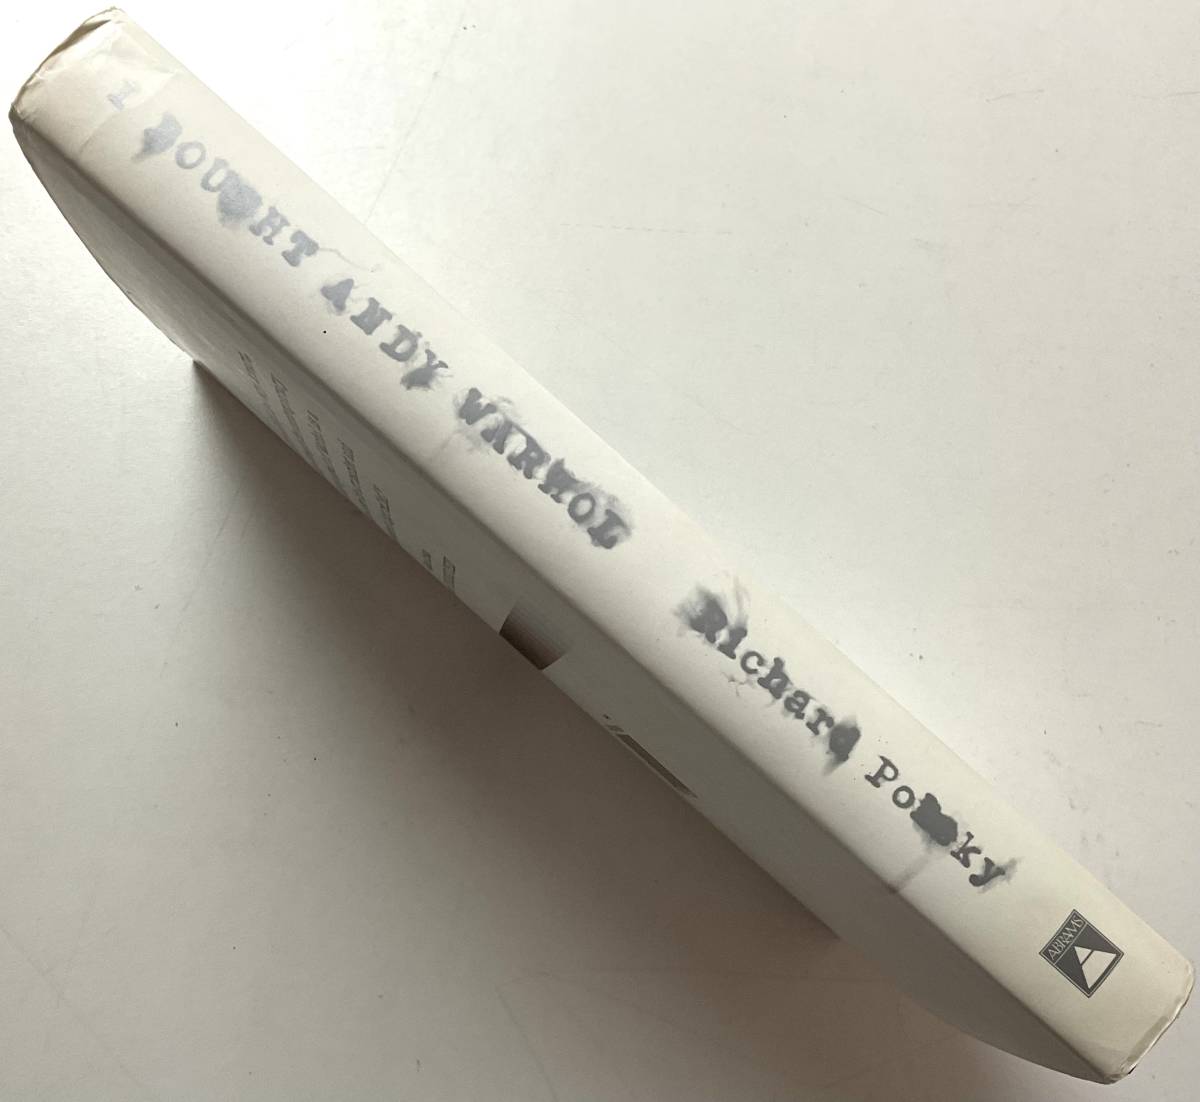 I BOUGHT ANDY WARHOL Richard Polsky
ABRAMS
A